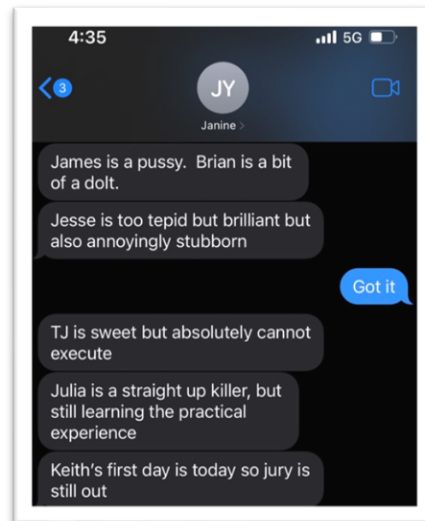 4:35
5G
3
JY
Janine >
James is a pussy.  Brian is a bit
of a dolt.
Jesse is too tepid but brilliant but
also annoyingly stubborn
Got it
TJ is sweet but absolutely cannot
execute
Julia is a straight up killer, but
still learning the practical
experience
Keith's first day is today so jury is
still out